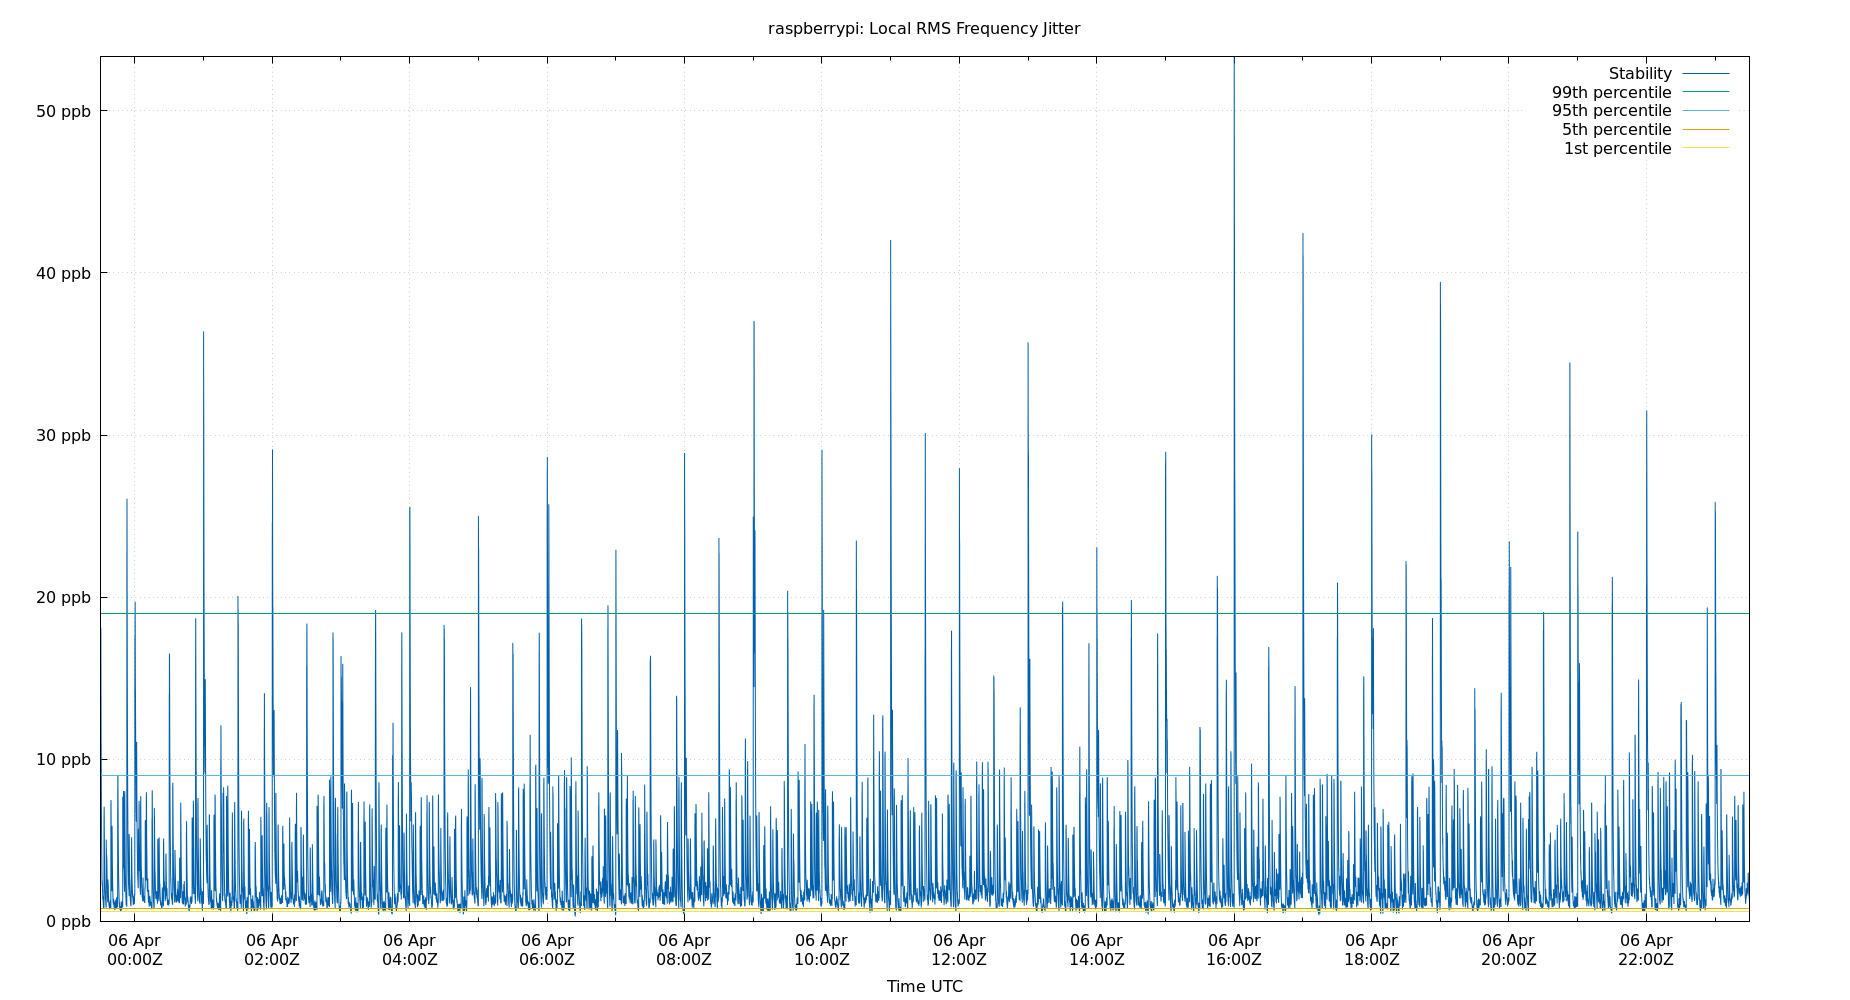 raspberrypi: Local RMS Frequency Jitter
Stability
99th percentile
95th percentile
5th percentile
1st percentile
50 ppb
40 ppb
30 ppb
20 ppb
10 ppb
0 ppb
06 Apr 06 Apr 06 Apr 06 Apr 06 Apr 06 Apr 06 Apr 06 Apr 06 Apr 06 Apr 06 Apr 06 Apr
00:00Z 02:00Z 04:00Z 06:00Z 08:00Z 10:00Z 12:00Z 14:00Z 16:00Z 18:00Z 20:00Z 22:00Z
Time UTC